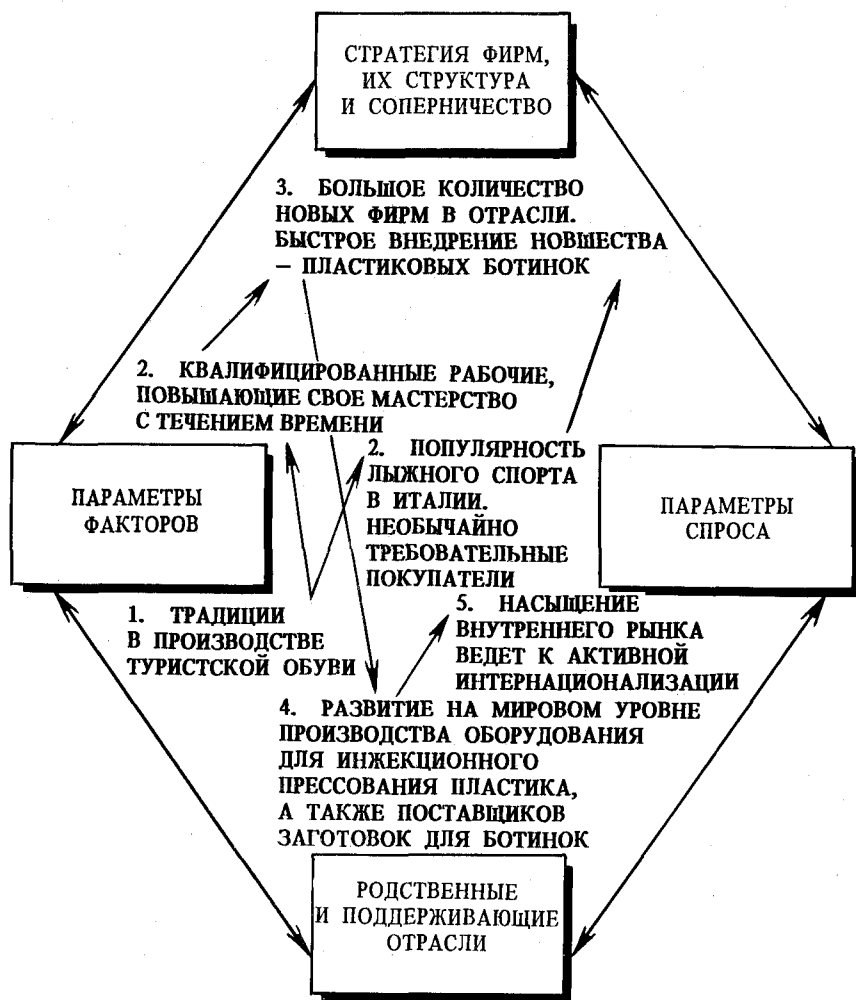 СТРАТЕГИЯ ФИРМ,
ИХ СТРУКТУРА
И СОПЕРНИЧЕСТВО
3. БОЛЬШОЕ КОЛИЧЕСТВО
НОВЫХ ФИРМ В ОТРАСЛИ.
БЫСТРОЕ ВНЕДРЕНИЕ НОВШЕСТВА
– ПЛАСТИКОВЫХ БОТИНОК
2. КВАЛИФИЦИРОВАННЫЕ РАБОЧИЕ,
ПОВЫШАЮЩИЕ СВОЕ МАСТЕРСТВО
С ТЕЧЕНИЕМ ВРЕМЕНИ
2. ПОПУЛЯРНОСТЬ
ЛЫЖНОГО СПОРТА
В ИТАЛИИ.
НЕОБЫЧАЙНО
ТРЕБОВАТЕЛЬНЫЕ
ПОКУПАТЕЛИ
ПАРАМЕТРЫ
ФАКТОРОВ
ПАРАМЕТРЫ
СПРОСА
1. ТРАДИЦИИ
В ПРОИЗВОДСТВЕ
ТУРИСТСКОЙ ОБУВИ
5. НАСЫЩЕНИЕ
ВНУТРЕННЕГО РЫНКА
ВЕДЕТ К АКТИВНОЙ
ИНТЕРНАЦИОНАЛИЗАЦИИ
4. РАЗВИТИЕ НА МИРОВОМ УРОВНЕ
ПРОИЗВОДСТВА ОБОРУДОВАНИЯ
ДЛЯ ИНЖЕКЦИОННОГО
ПРЕССОВАНИЯ ПЛАСТИКА,
А ТАКЖЕ ПОСТАВЩИКОВ
ЗАГОТОВОК ДЛЯ БОТИНОК
РОДСТВЕННЫЕ
И ПОДДЕРЖИВАЮЩИЕ
ОТРАСЛИ